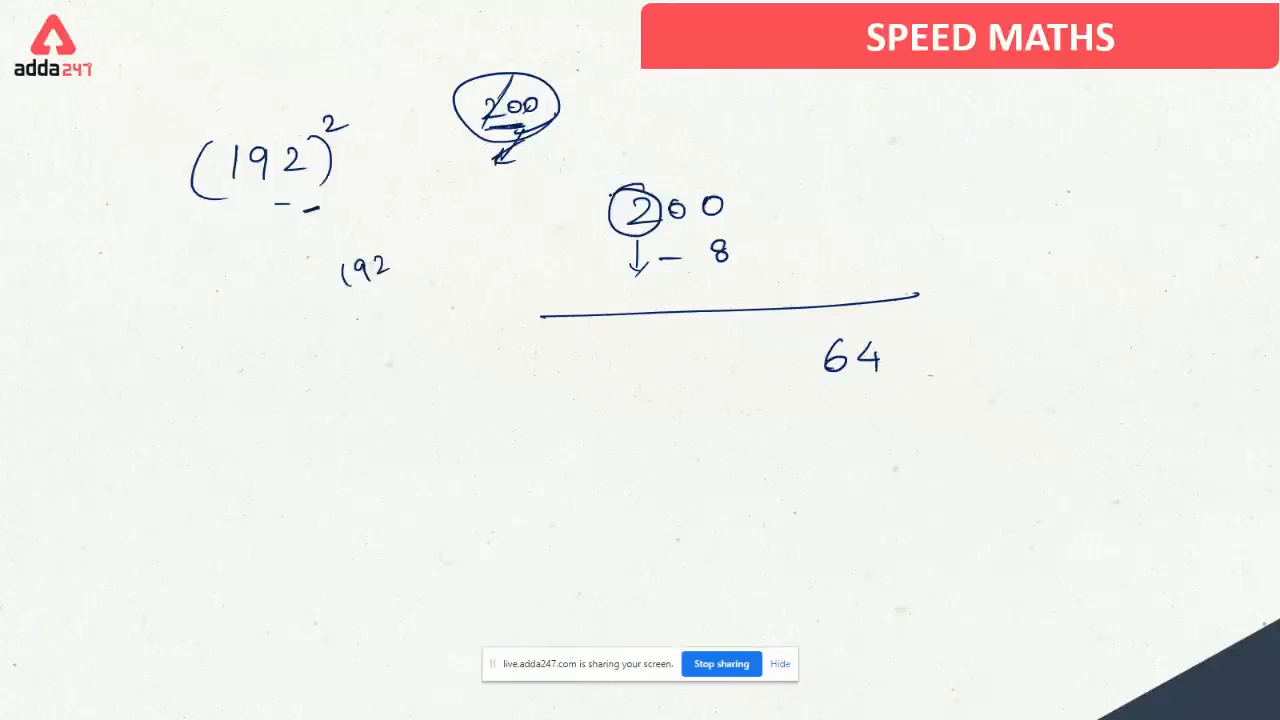 SPEED MATHS
adda247
200
(192)²
200
- 8
192
64
live.adda247.com is sharing your screen. Stop sharing Hide